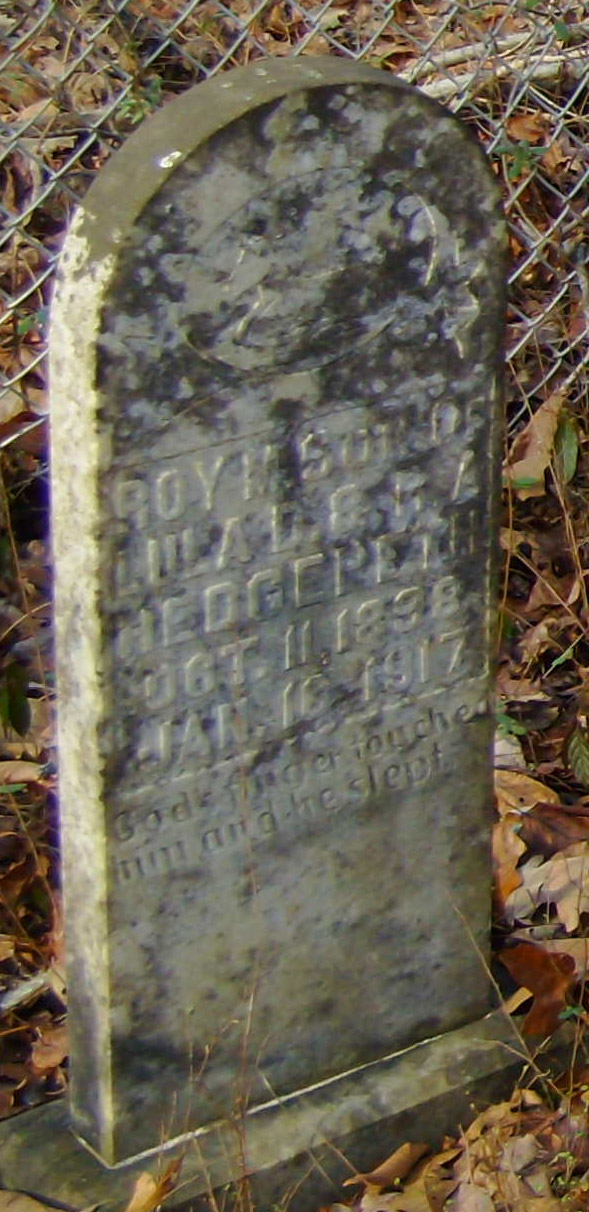 ROY H SON OF
LULA D. & D. A
HEDGEPETH
OCT. 11, 1898
JAN. 16, 1917
God's finger touched
him and he slept